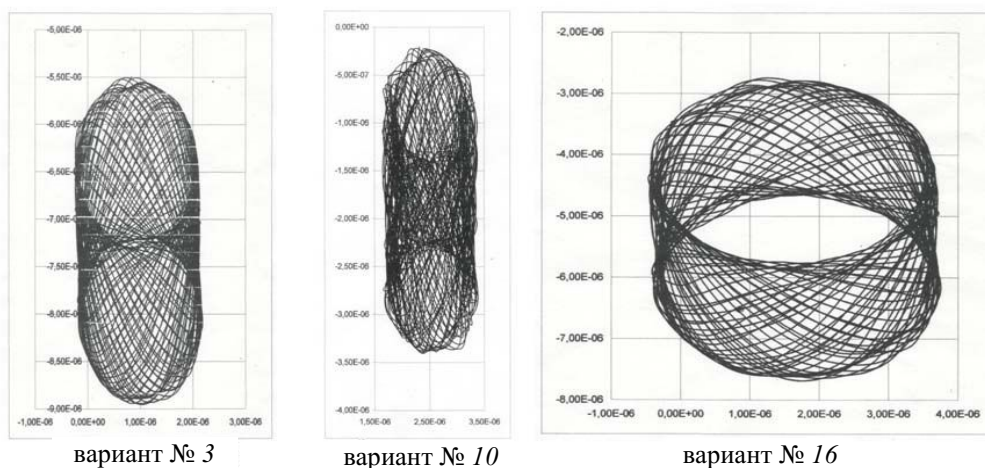 -5,00E-06
-5,50E-06
-6,00E-06
-6,50E-06
-7,00E-06
-7,50E-06
-8,00E-06
-8,50E-06
-9,00E-06
-1,00E-06 0,00E+00 1,00E-06 2,00E-06 3,00E-06
вариант № 3
0,00E+00
-5,00E-07
-1,00E-06
-1,50E-06
-2,00E-06
-2,50E-06
-3,00E-06
-3,50E-06
-4,00E-06
1,50E-06 2,50E-06 3,50E-06
вариант № 10
-2,00E-06
-3,00E-06
-4,00E-06
-5,00E-06
-6,00E-06
-7,00E-06
-8,00E-06
-1,00E-06 0,00E+00 1,00E-06 2,00E-06 3,00E-06 4,00E-06
вариант № 16